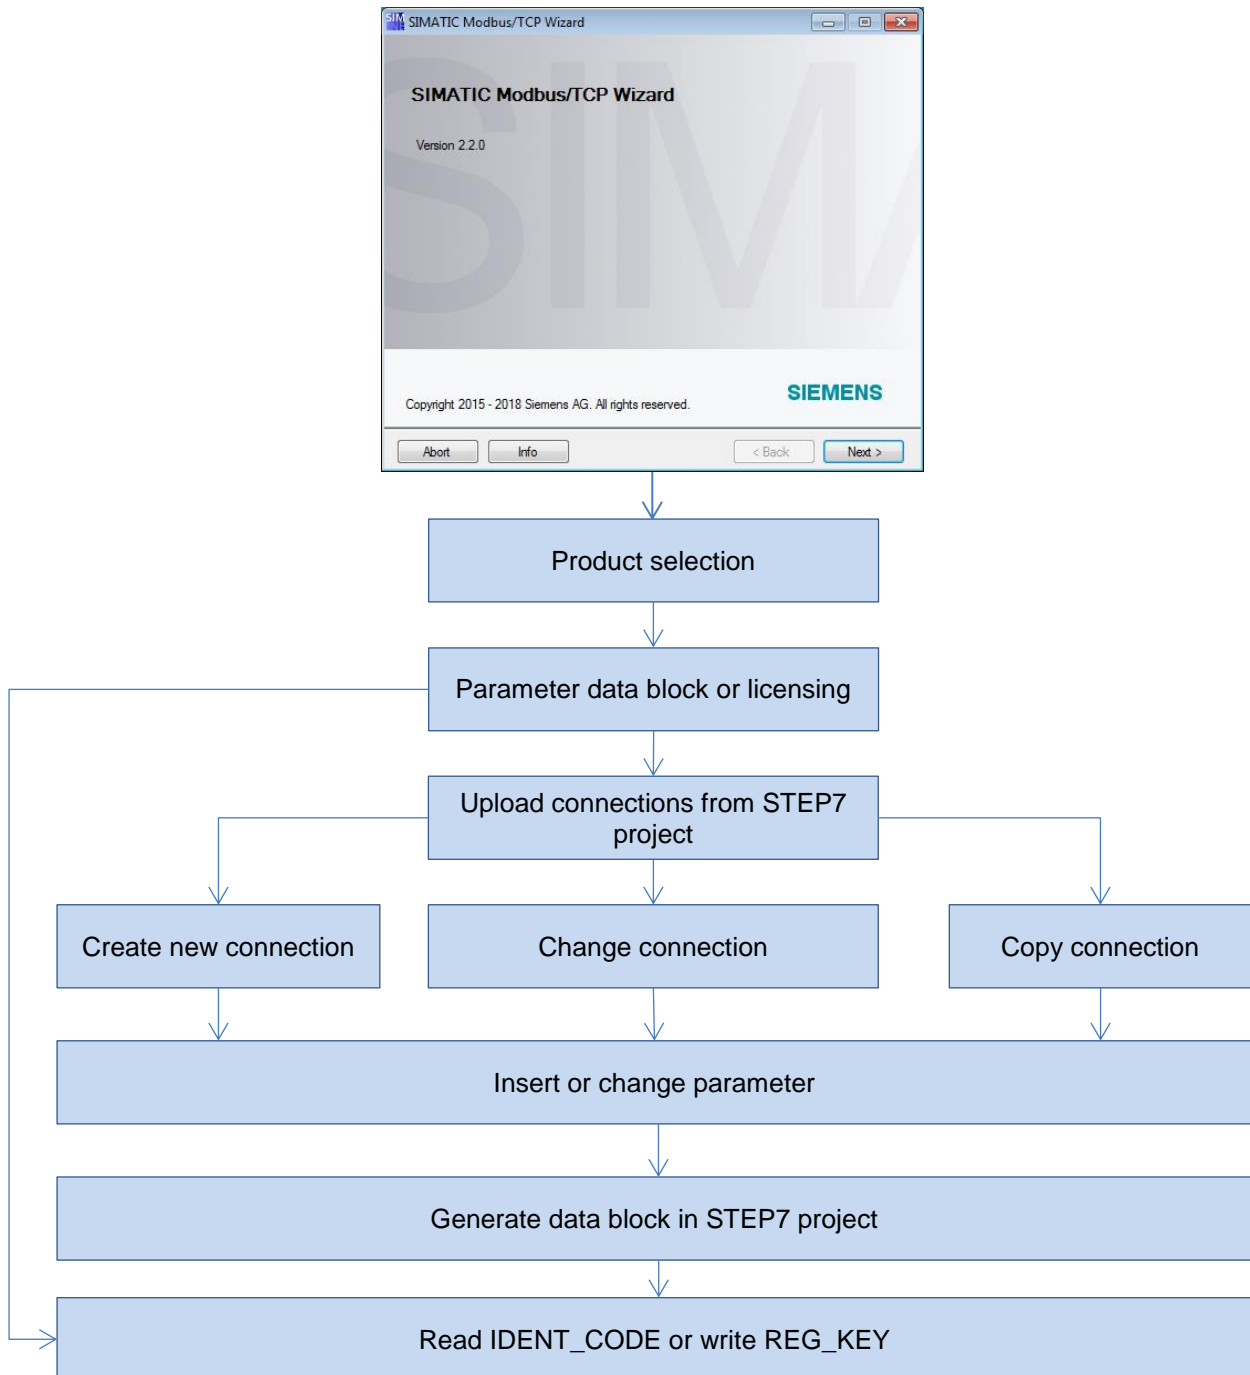 SIM
SIMATIC Modbus/TCP Wizard
SIMATIC Modbus/TCP Wizard
Version 2.2.0
SIMA
Copyright 2015 - 2018 Siemens AG. All rights reserved.
SIEMENS
Abort
Info
< Back
Next >
Product selection
Parameter data block or licensing
Upload connections from STEP7
project
Create new connection
Change connection
Copy connection
Insert or change parameter
Generate data block in STEP7 project
Read IDENT_CODE or write REG_KEY